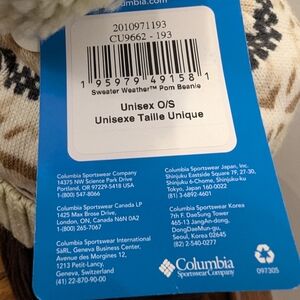 columbia.com
2010971193
CU9662 - 193
1 95979 49158 1
Sweater Weather™ Pom Beanie
Unisex O/S
Unisexe Taille Unique
Columbia Sportswear Company
14375 NW Science Park Drive
Portland, OR 97229-5418 USA
1-(800) 547-8066
Columbia Sportswear Canada LP
1425 Max Brose Drive,
London, ON N6N 0A2
1-(800) 265-7067
Columbia Sportswear International
SàRL, Geneva Business Center,
Avenue des Morgines 12,
1213 Petit-Lancy,
Geneva, Switzerland
(41) 22-870-90-00
Columbia Sportswear Japan, Inc.
Shinjuku Eastside Square 7F, 27-30,
Shinjuku 6-Chome, Shinjuku-ku
Tokyo, Japan 160-0022
(81) 3-6892-4601
Columbia Sportswear Korea
7th F. DaeSung Tower
465-13 JangAn-dong,
DongDaeMun-gu,
Seoul, Korea 02645
(82) 2-540-0277
Columbia
Sportswear Company
097305